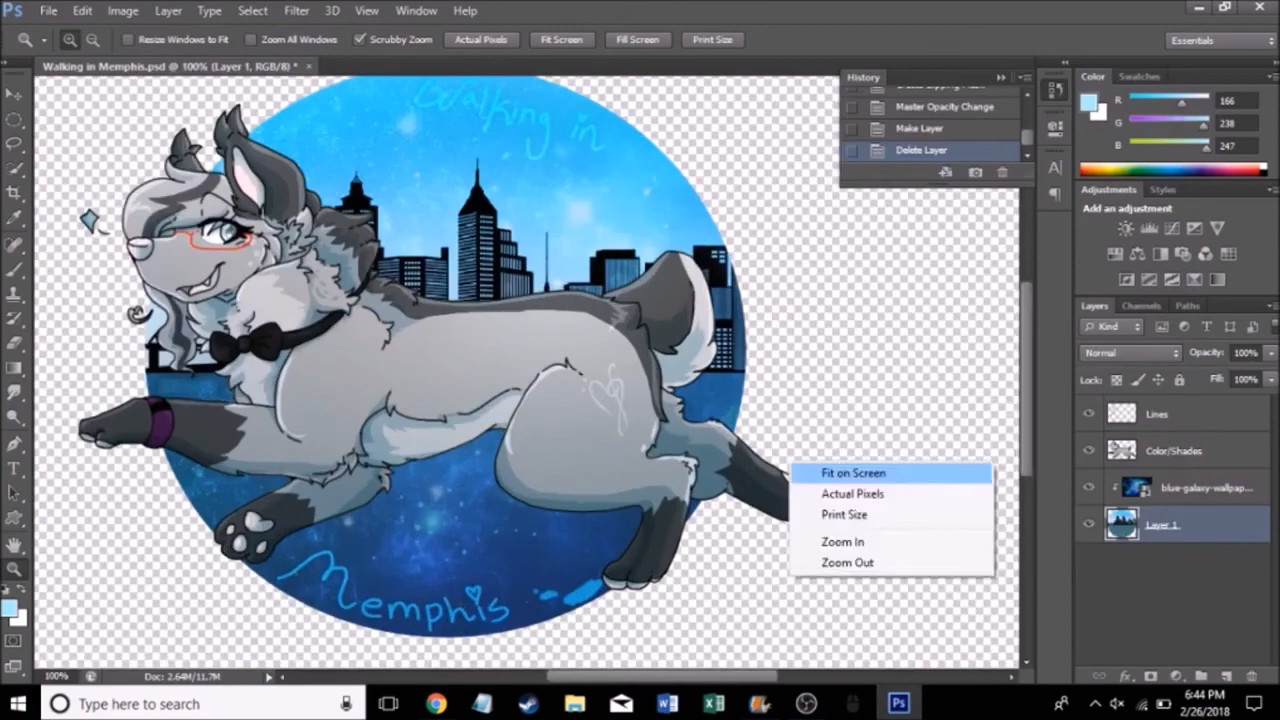 Ps File Edit Image Layer Type Select Filter 3D View Window Help
Resize Windows to Fit Zoom All Windows Scrubby Zoom Actual Pixels Fit Screen Fill Screen Print Size Essentials
Walking in Memphis.psd @ 100% (Layer 1, RGB/8) * ×
History
Master Opacity Change
Make Layer
Delete Layer
Color Swatches
R 166
G 238
B 247
Adjustments Styles
Add an adjustment
Layers Channels Paths
Kind
Normal Opacity: 100%
Lock: Fill: 100%
Lines
Color/Shades
blue-galaxy-wallpap...
Layer 1
Walking in
Memphis
Fit on Screen
Actual Pixels
Print Size
Zoom In
Zoom Out
100% Doc: 2.64M/11.7M
Type here to search
6:44 PM
2/26/2018